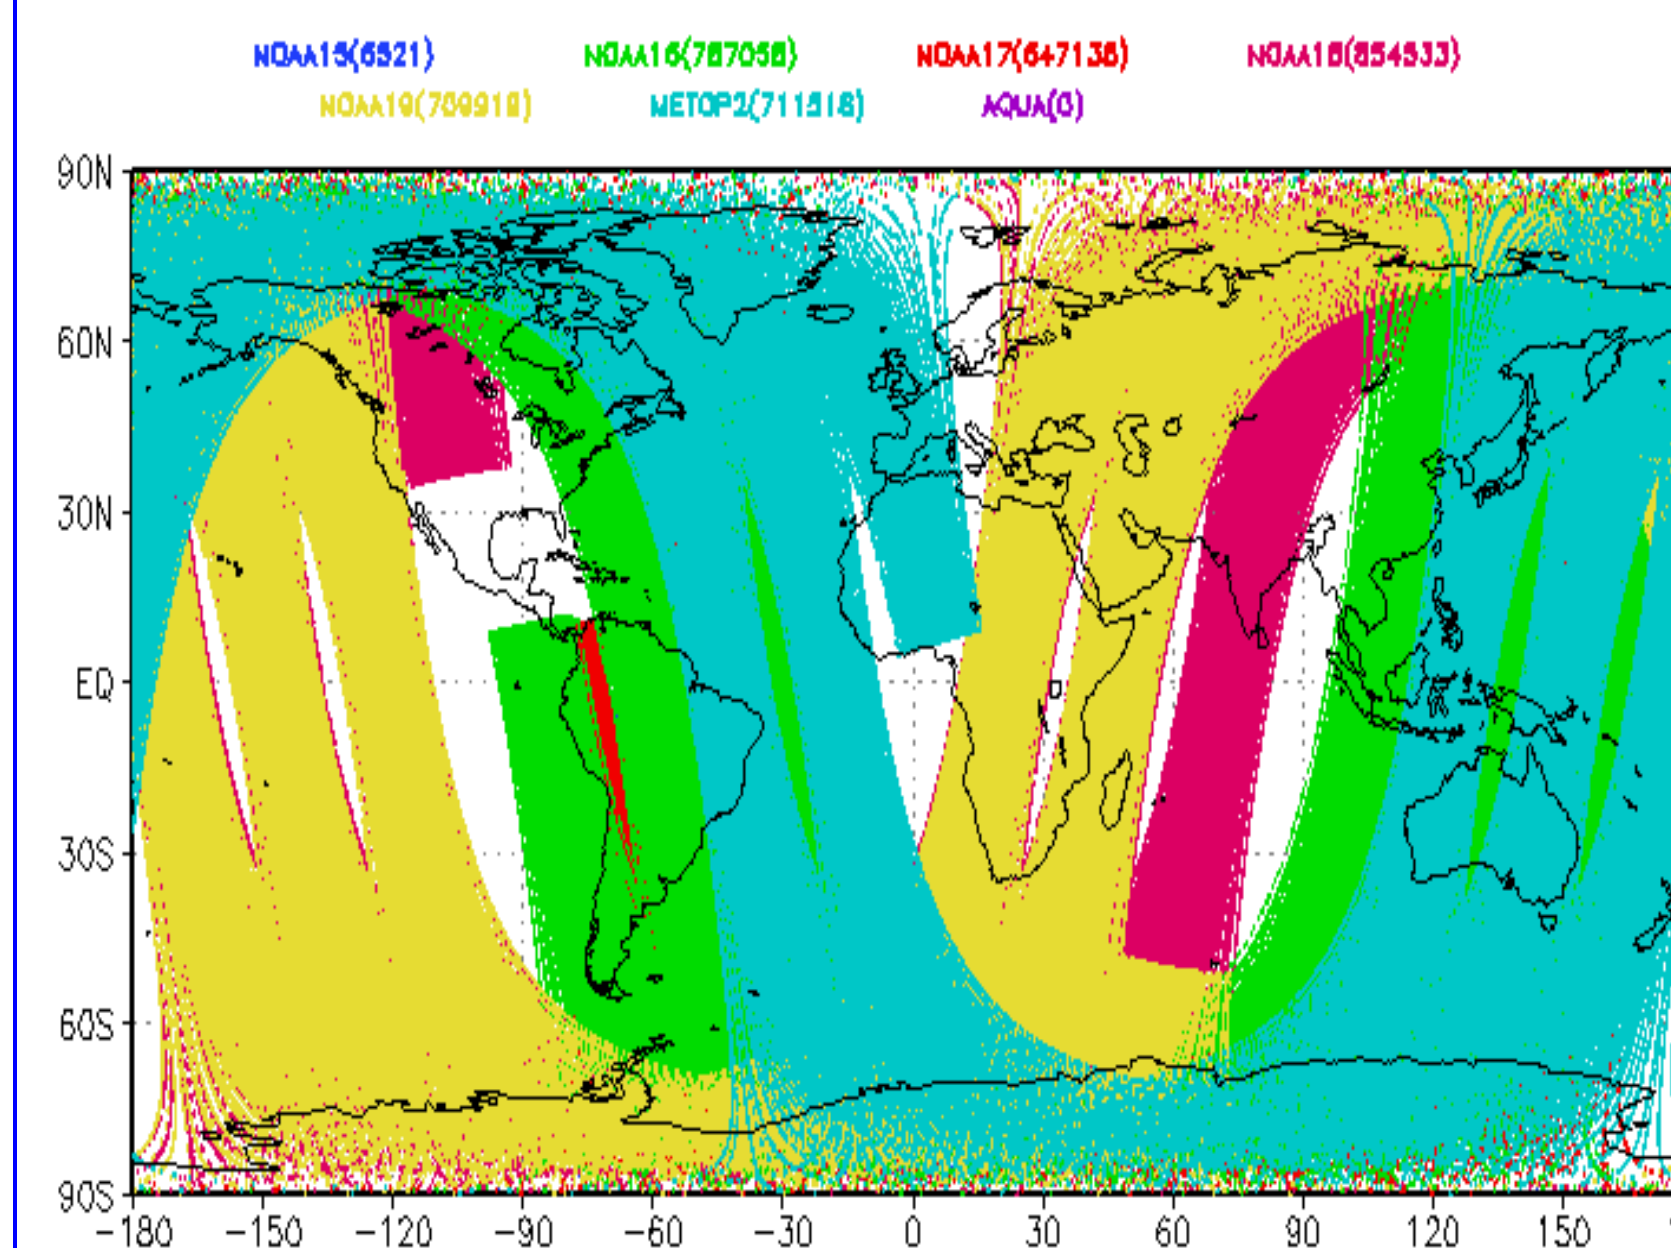 NOAA15(6521) NOAA16(787058) NOAA17(647138) NOAA18(854533)
NOAA19(709919) METOP2(711518) AQUA(0)
90N
60N
30N
EQ
30S
60S
90S
-180 -150 -120 -90 -60 -30 0 30 60 90 120 150